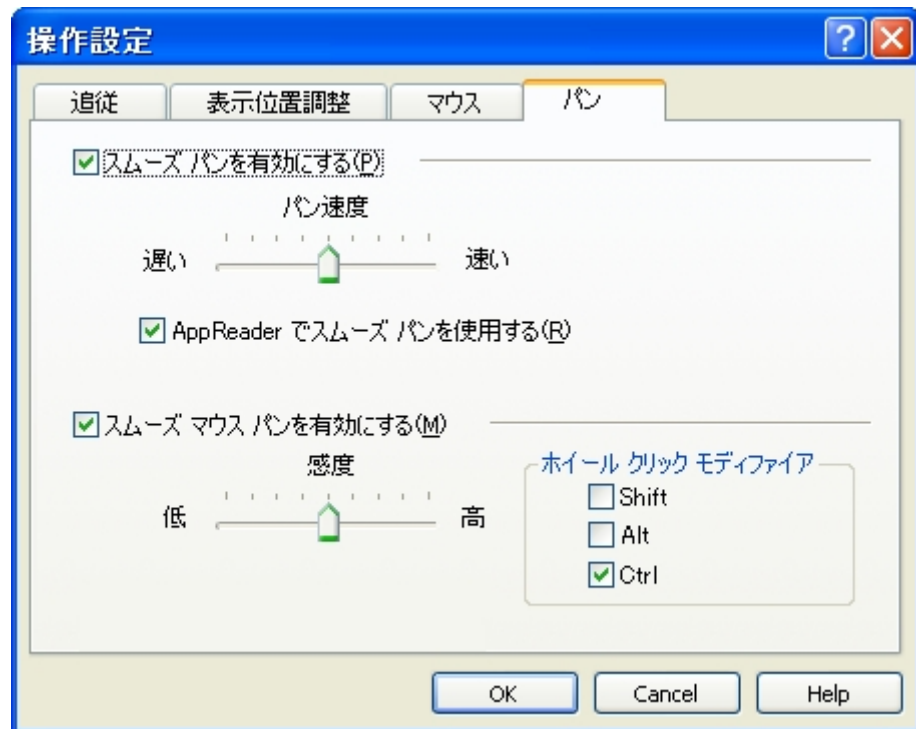 操作設定
追従 表示位置調整 マウス パン
スムーズ パンを有効にする(P)
パン速度
遅い 速い
AppReader でスムーズ パンを使用する(R)
スムーズ マウス パンを有効にする(M)
感度
低 高
ホイール クリック モディファイア
Shift
Alt
Ctrl
OK Cancel Help